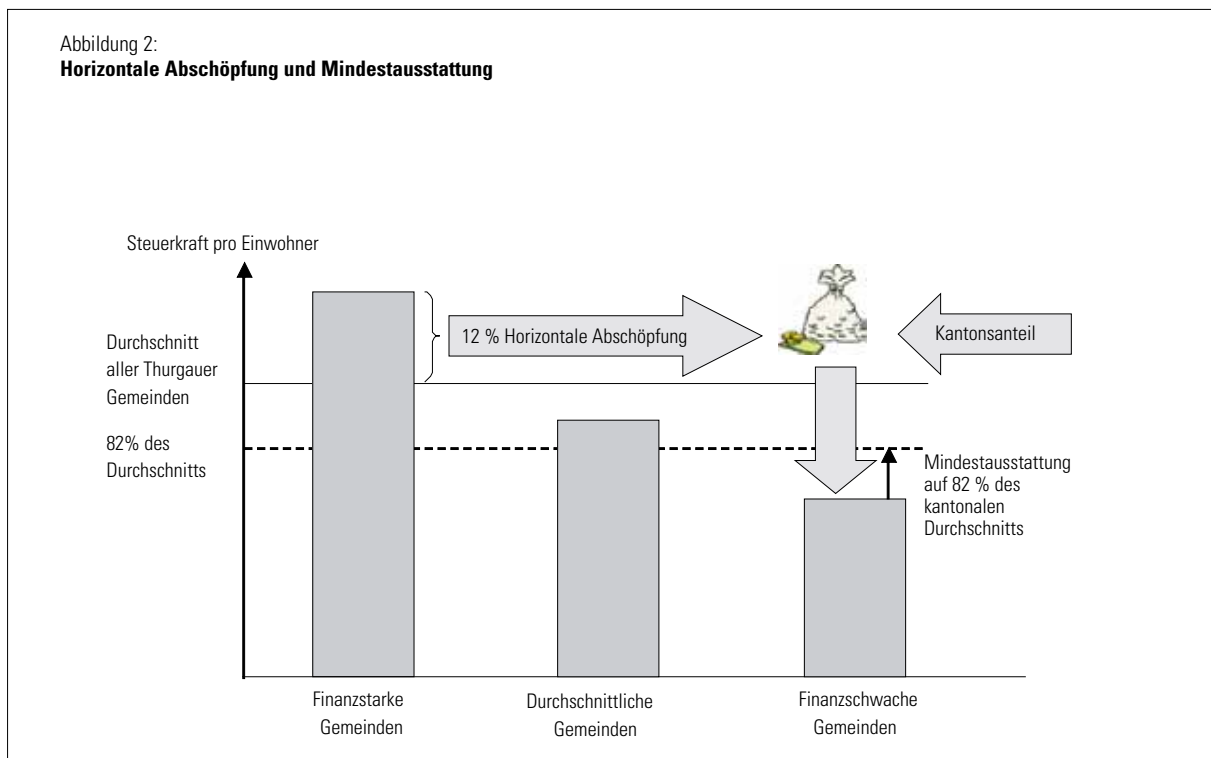 Abbildung 2:
Horizontale Abschöpfung und Mindestausstattung
Steuerkraft pro Einwohner
12 % Horizontale Abschöpfung
Kantonsanteil
Durchschnitt
aller Thurgauer
Gemeinden
82% des
Durchschnitts
Mindestausstattung
auf 82 % des
kantonalen
Durchschnitts
Finanzstarke
Gemeinden
Durchschnittliche
Gemeinden
Finanzschwache
Gemeinden